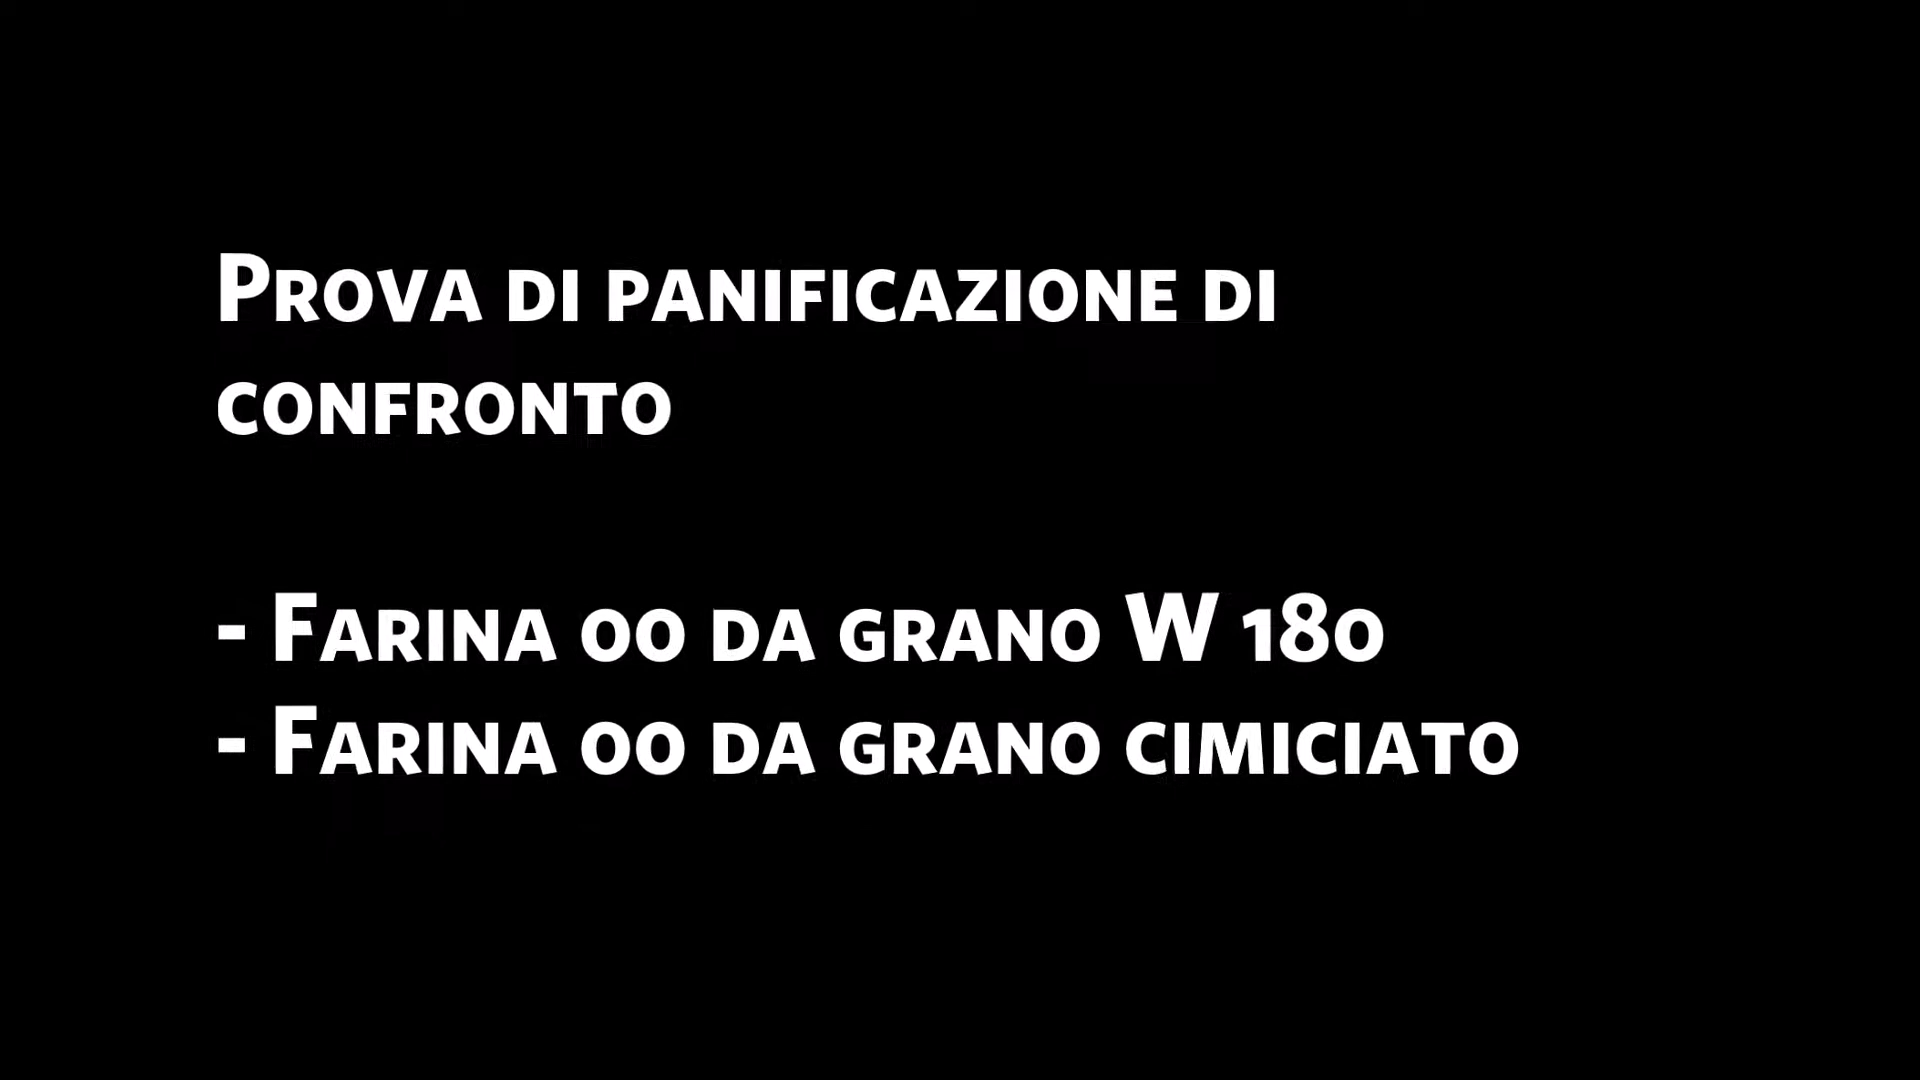 Prova di panificazione di
confronto
- Farina 00 da grano W 180
- Farina 00 da grano cimiciato